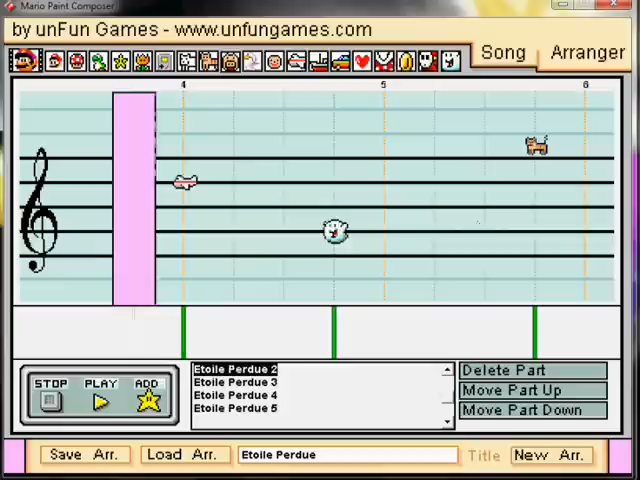 Mario Paint Composer
by unFun Games - www.unfungames.com
Song
Arranger
4
5
6
STOP
PLAY
ADD
Etoile Perdue 2
Etoile Perdue 3
Etoile Perdue 4
Etoile Perdue 5
Delete Part
Move Part Up
Move Part Down
Save Arr.
Load Arr.
Etoile Perdue
Title
New Arr.